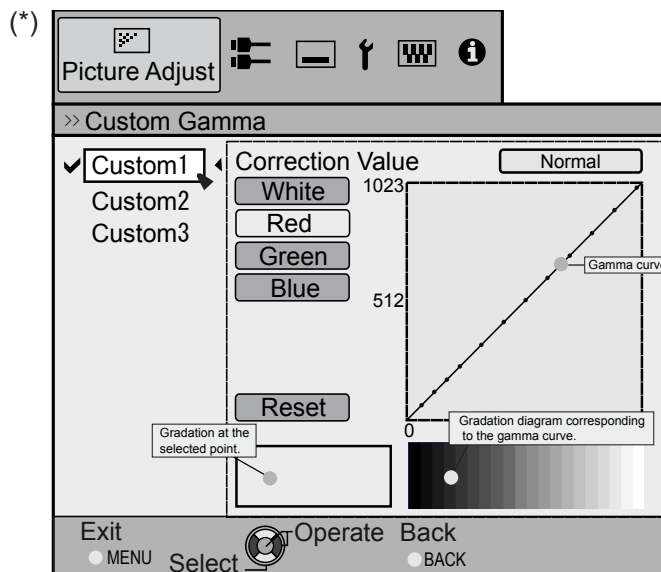 (*)
Picture Adjust
>> Custom Gamma
Custom1
Custom2
Custom3
Correction Value
Normal
White
Red
Green
Blue
Reset
1023
512
0
Gamma curve
Gradation at the
selected point.
Gradation diagram corresponding
to the gamma curve.
Exit
MENU
Select
Operate
Back
BACK